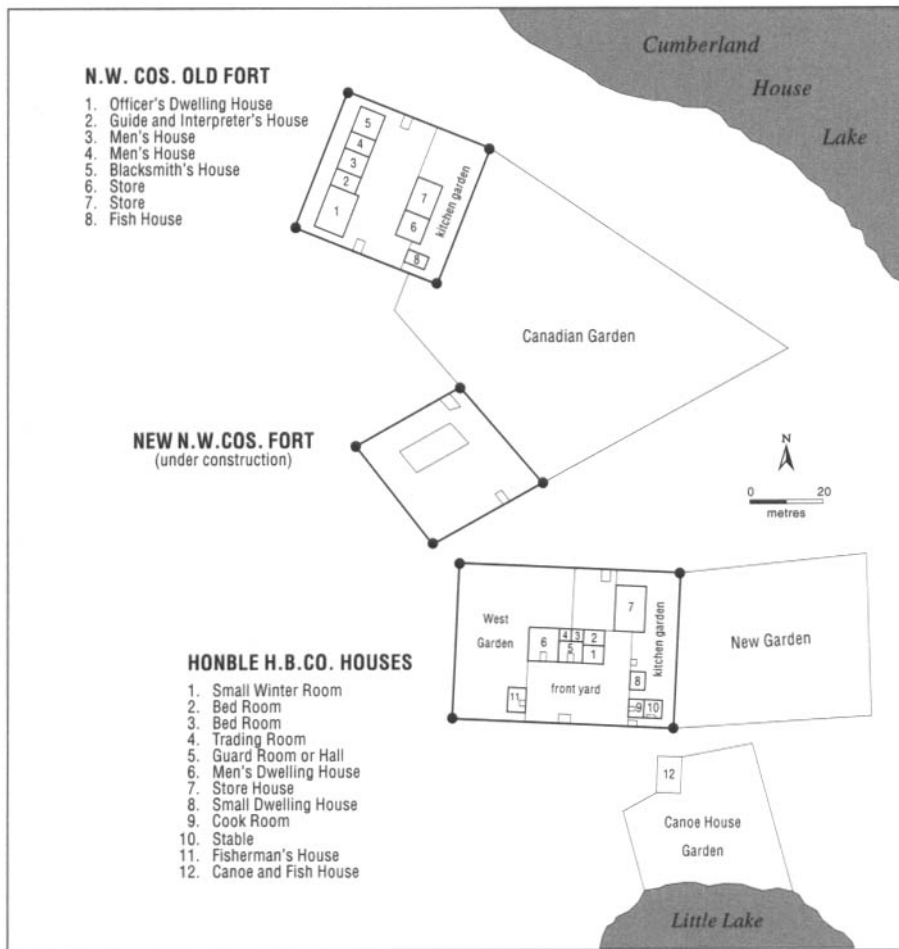 Cumberland
House
Lake
N.W. COS. OLD FORT
1. Officer's Dwelling House
2. Guide and Interpreter's House
3. Men's House
4. Men's House
5. Blacksmith's House
6. Store
7. Store
8. Fish House
5
4
3
2
1
7
6
8
kitchen garden
Canadian Garden
NEW N.W.COS. FORT
(under construction)
N
0 20
metres
West
Garden
7
kitchen garden
6
4
3
2
5
1
New Garden
front yard
8
11
9
10
HONBLE H.B.CO. HOUSES
1. Small Winter Room
2. Bed Room
3. Bed Room
4. Trading Room
5. Guard Room or Hall
6. Men's Dwelling House
7. Store House
8. Small Dwelling House
9. Cook Room
10. Stable
11. Fisherman's House
12. Canoe and Fish House
12
Canoe House
Garden
Little Lake